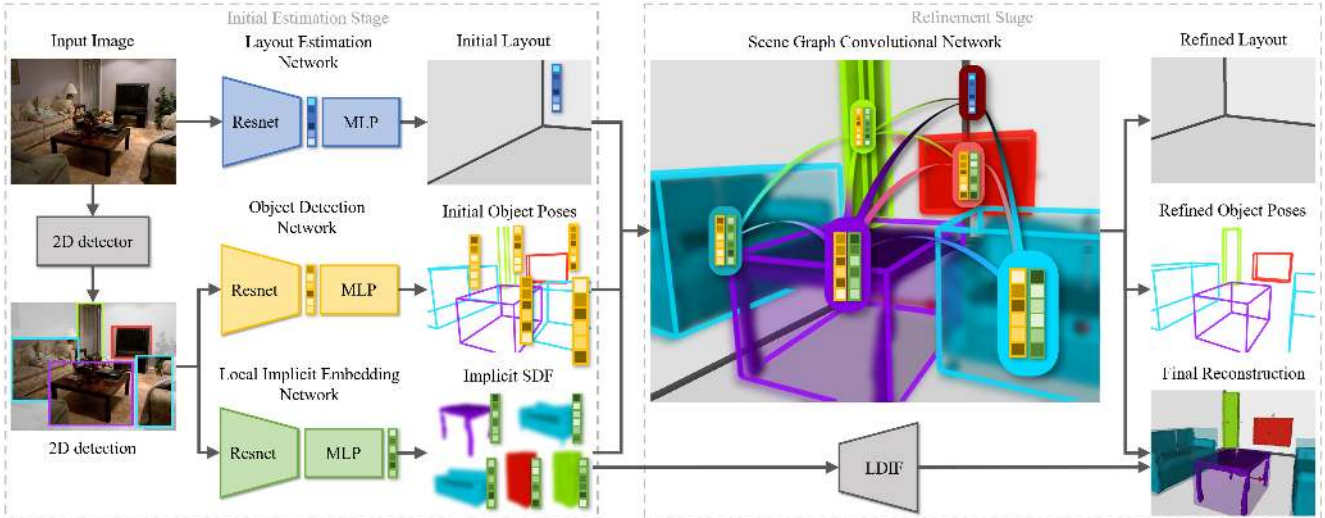 Initial Estimation Stage
Refinement Stage
Input Image
Layout Estimation
Network
Initial Layout
Scene Graph Convolutional Network
Refined Layout
Resnet
MLP
2D detector
Object Detection
Network
Initial Object Poses
Refined Object Poses
Resnet
MLP
Local Implicit Embedding
Network
Implicit SDF
Final Reconstruction
2D detection
Resnet
MLP
LDIF